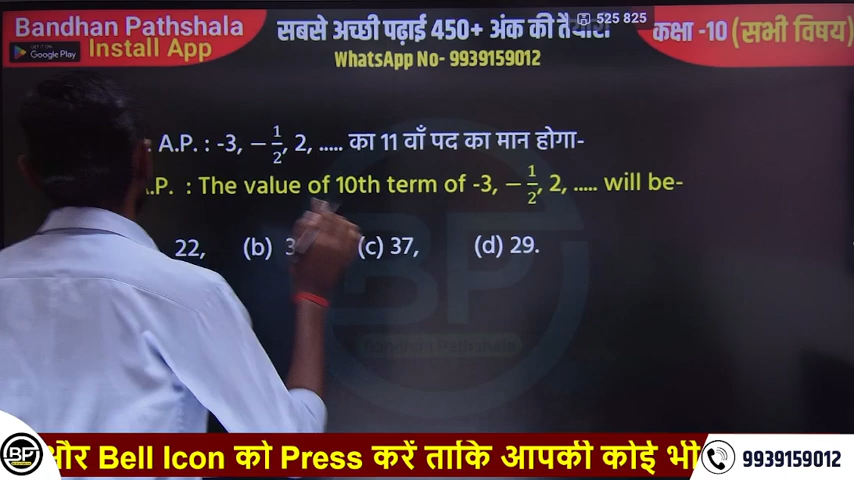 Bandhan Pathshala
GET IT ON
Google Play
Install App
सबसे अच्छी पढ़ाई 450+ अंक की तैयारी
525 825
WhatsApp No- 9939159012
कक्षा -10 (सभी विषय)
: A.P. : -3, -1/2, 2, ..... का 11 वाँ पद का मान होगा-
.P. : The value of 10th term of -3, -1/2, 2, ..... will be-
22, (b) 3 (c) 37, (d) 29.
BP
Bandhan Pathshala
और Bell Icon को Press करें ताकि आपकी कोई भी
BPT
9939159012